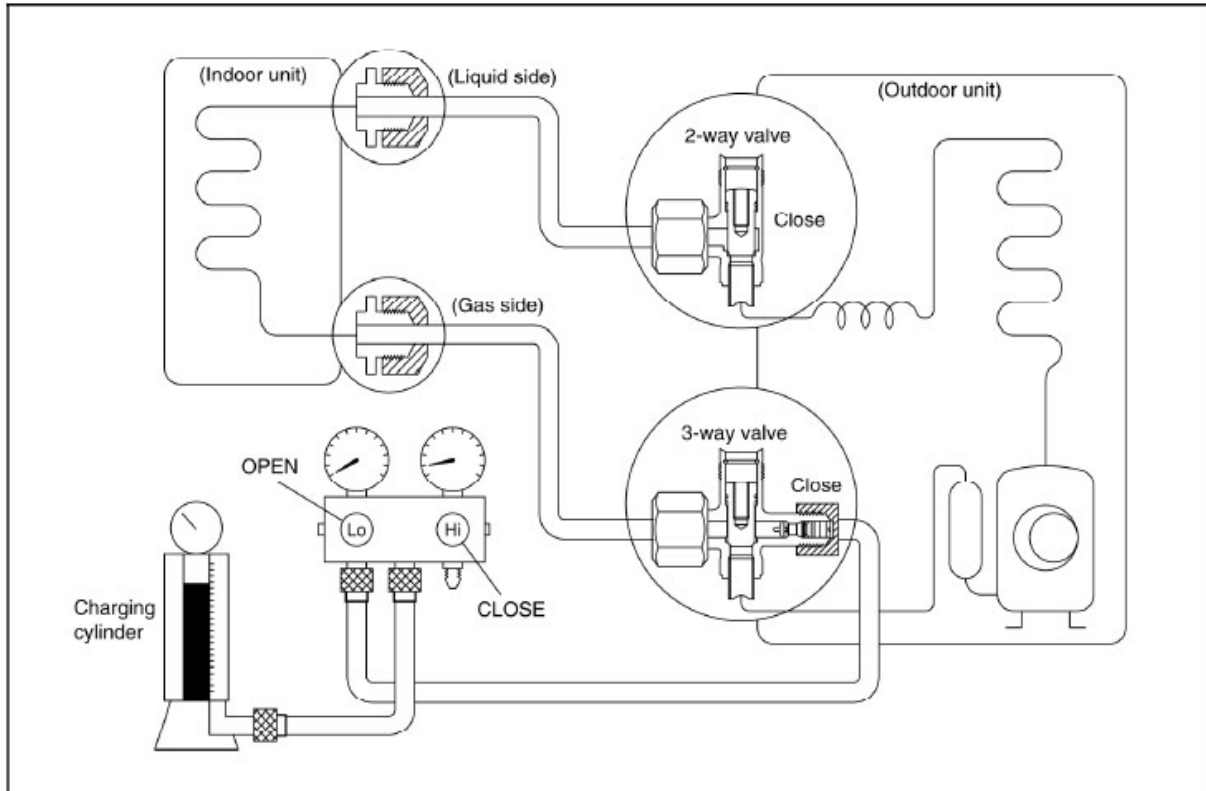 (Indoor unit)
(Liquid side)
(Outdoor unit)
2-way valve
Close
(Gas side)
3-way valve
Close
OPEN
Lo
Hi
CLOSE
Charging
cylinder